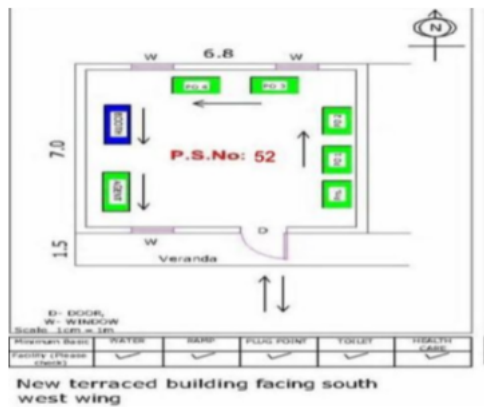 N
W 6.8 W
PO 4 PO 3
7.0
P.S.No: 52
AGENT
D
W
1.5
Veranda
D- DOOR,
W- WINDOW
Scale 1cm = 1m
Minimum Basic WATER RAMP PLUG POINT TOILET HEALTH CARE
Facility (Please check)
New terraced building facing south
west wing